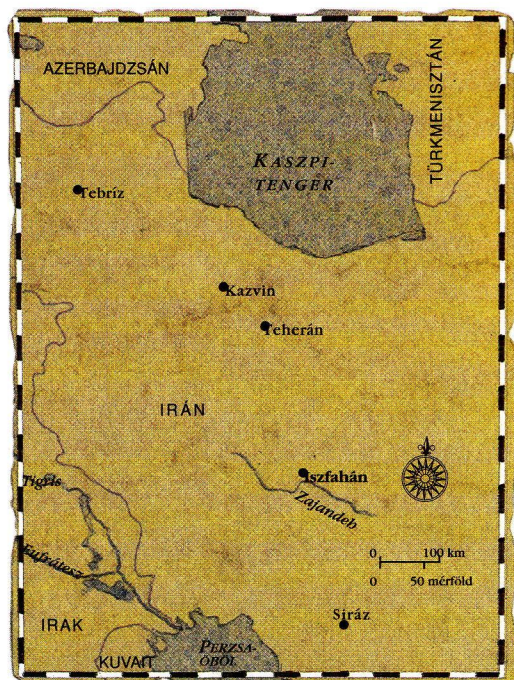 AZERBAJDZSÁN
TÜRKMENISZTÁN
KASZPI-
TENGER
Tebríz
Kazvin
Teherán
IRÁN
Iszfahán
Zajandeh
Tigris
Eufrátesz
0 100 km
0 50 mérföld
Síráz
IRAK
KUVAIT
PERZSA-
ÖBÖL